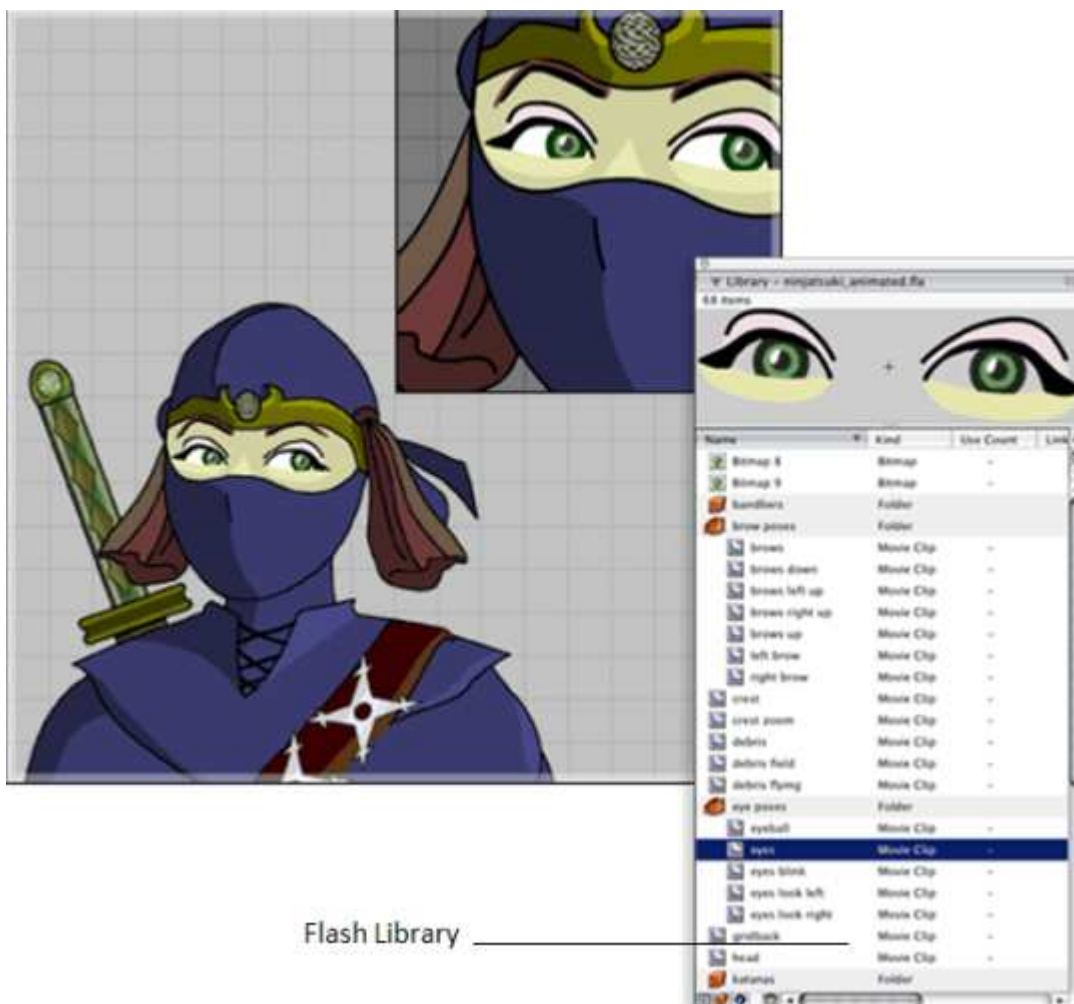 Library - ninjatsuki_animated.fla
68 items
Name Kind Use Count Link
Bitmap 8 Bitmap -
Bitmap 9 Bitmap -
bandliers Folder
brow poses Folder
brows Movie Clip -
brows down Movie Clip -
brows left up Movie Clip -
brows right up Movie Clip -
brows up Movie Clip -
left brow Movie Clip -
right brow Movie Clip -
crest Movie Clip -
crest zoom Movie Clip -
debris Movie Clip -
debris field Movie Clip -
debris flying Movie Clip -
eye poses Folder
eyeball Movie Clip -
eyes Movie Clip -
eyes blink Movie Clip -
eyes look left Movie Clip -
eyes look right Movie Clip -
gridback Movie Clip -
head Movie Clip -
katanas Folder
Flash Library